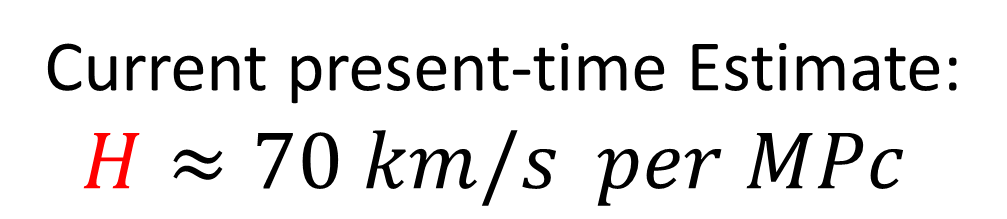 Current present-time Estimate:
H ≈ 70 km/s per MPc